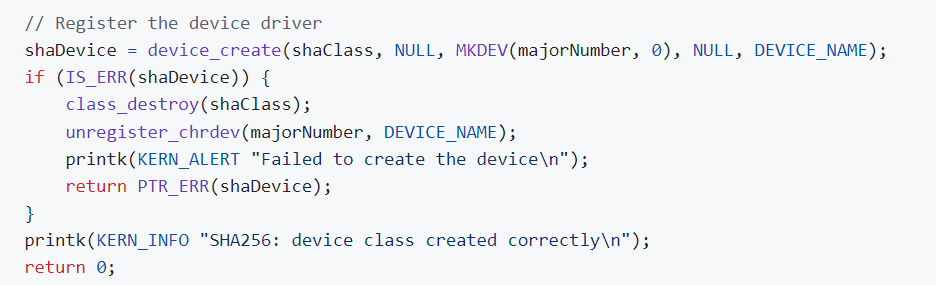 // Register the device driver
shaDevice = device_create(shaClass, NULL, MKDEV(majorNumber, 0), NULL, DEVICE_NAME);
if (IS_ERR(shaDevice)) {
    class_destroy(shaClass);
    unregister_chrdev(majorNumber, DEVICE_NAME);
    printk(KERN_ALERT "Failed to create the device\n");
    return PTR_ERR(shaDevice);
}
printk(KERN_INFO "SHA256: device class created correctly\n");
return 0;